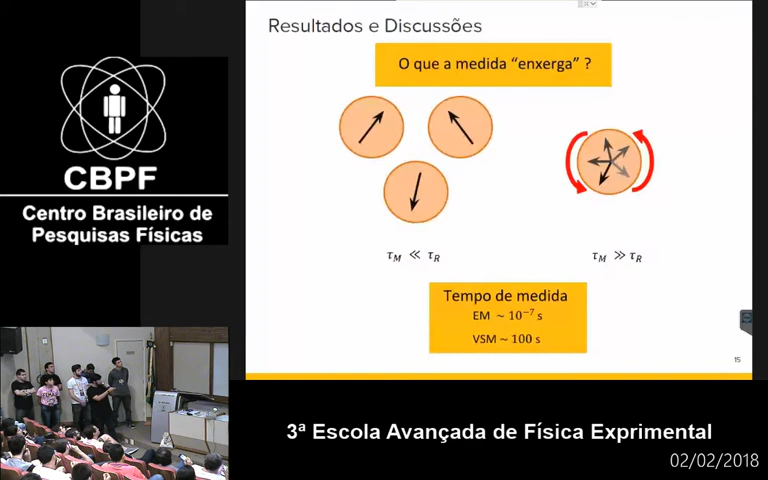 Resultados e Discussões
O que a medida “enxerga” ?
τ_M ≪ τ_R
τ_M ≫ τ_R
Tempo de medida
EM ~ 10⁻⁷ s
VSM ~ 100 s
15
CBPF
Centro Brasileiro de
Pesquisas Físicas
3ª Escola Avançada de Física Exprimental
02/02/2018